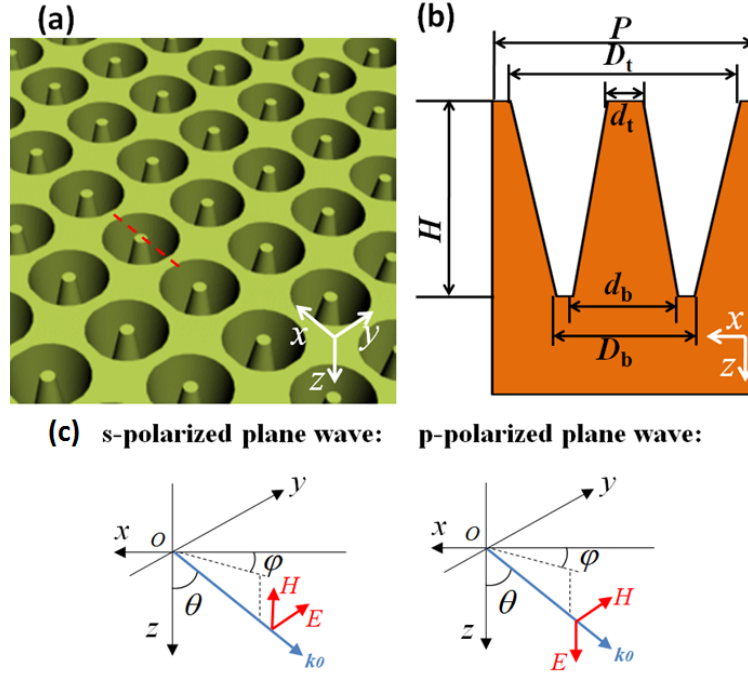 (a)
x
y
z
(b)
P
Dt
dt
H
db
Db
x
z
(c) s-polarized plane wave: p-polarized plane wave:
y
x
O
φ
θ
H
E
z
k0
y
x
O
φ
θ
H
z
E
k0